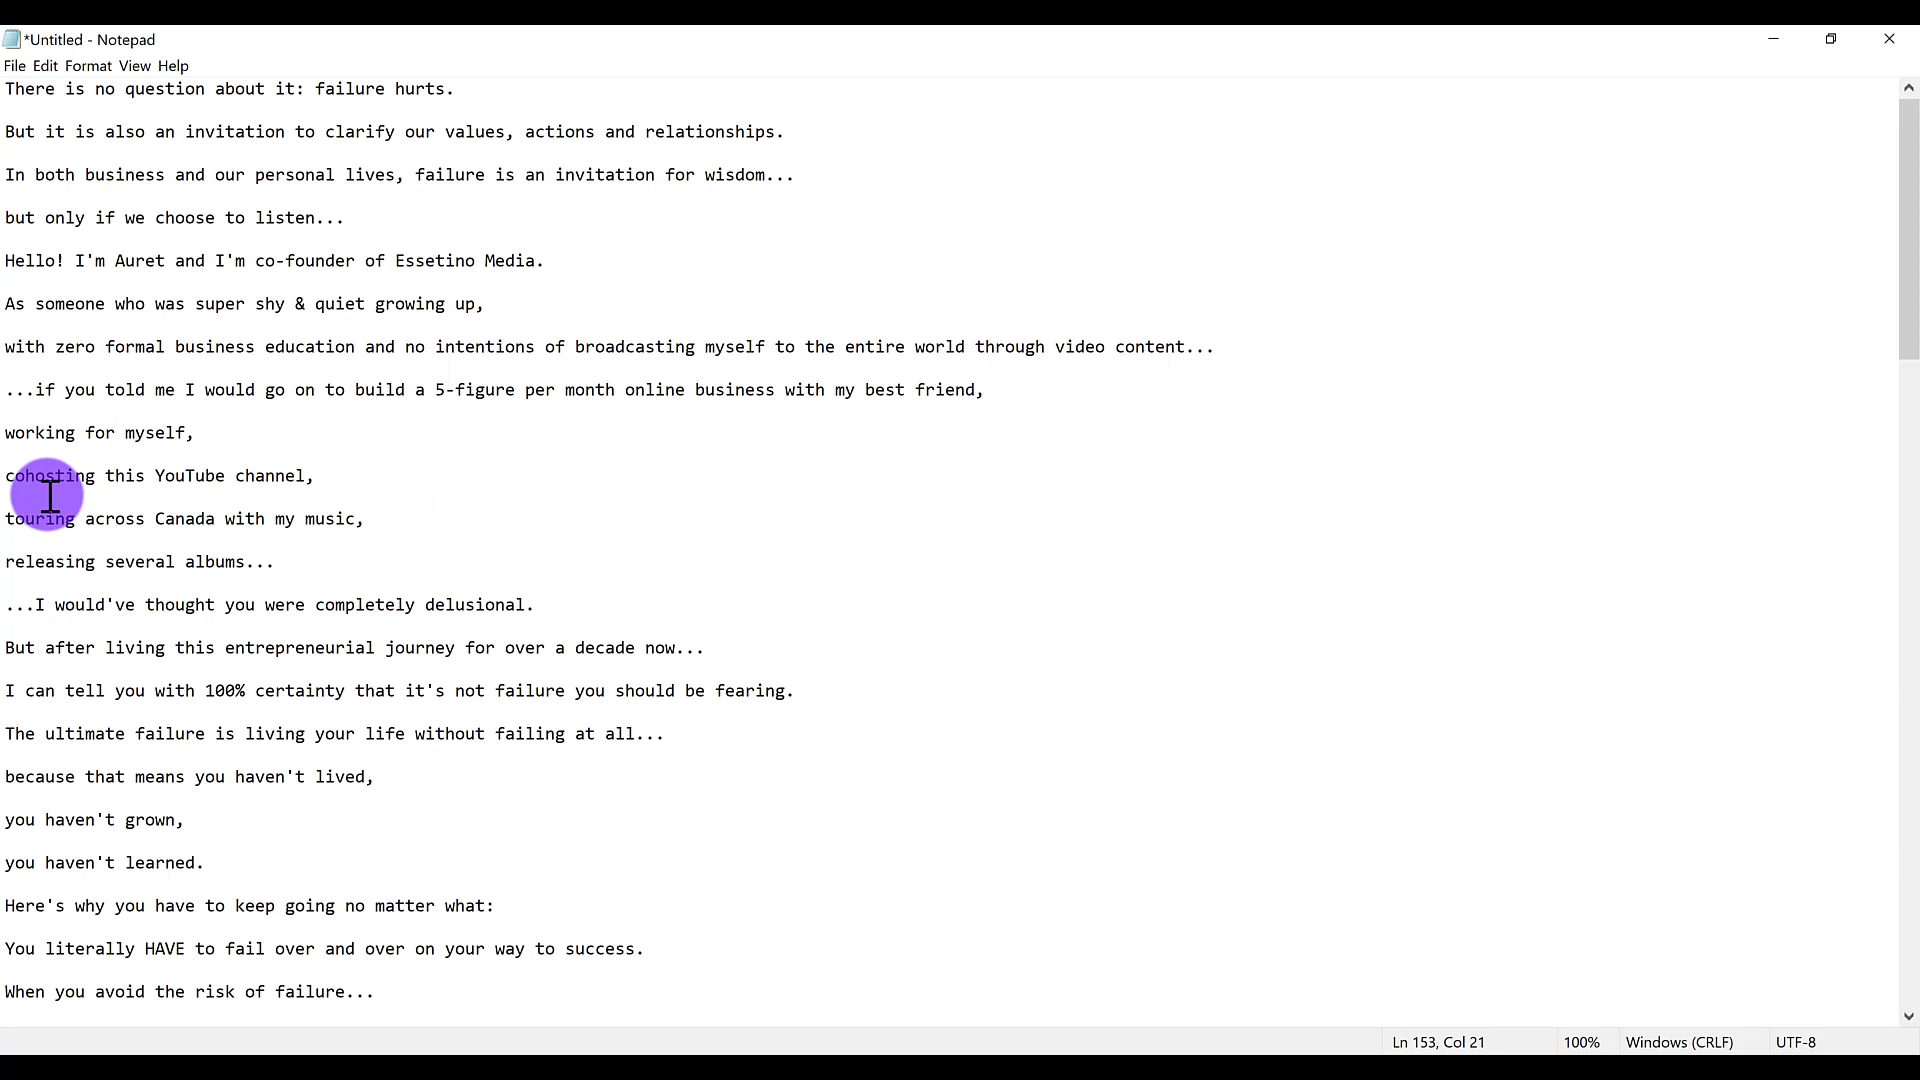 *Untitled - Notepad
File Edit Format View Help
There is no question about it: failure hurts.
But it is also an invitation to clarify our values, actions and relationships.
In both business and our personal lives, failure is an invitation for wisdom...
but only if we choose to listen...
Hello! I'm Auret and I'm co-founder of Essetino Media.
As someone who was super shy & quiet growing up,
with zero formal business education and no intentions of broadcasting myself to the entire world through video content...
...if you told me I would go on to build a 5-figure per month online business with my best friend,
working for myself,
cohosting this YouTube channel,
touring across Canada with my music,
releasing several albums...
...I would've thought you were completely delusional.
But after living this entrepreneurial journey for over a decade now...
I can tell you with 100% certainty that it's not failure you should be fearing.
The ultimate failure is living your life without failing at all...
because that means you haven't lived,
you haven't grown,
you haven't learned.
Here's why you have to keep going no matter what:
You literally HAVE to fail over and over on your way to success.
When you avoid the risk of failure...
Ln 153, Col 21 100% Windows (CRLF) UTF-8